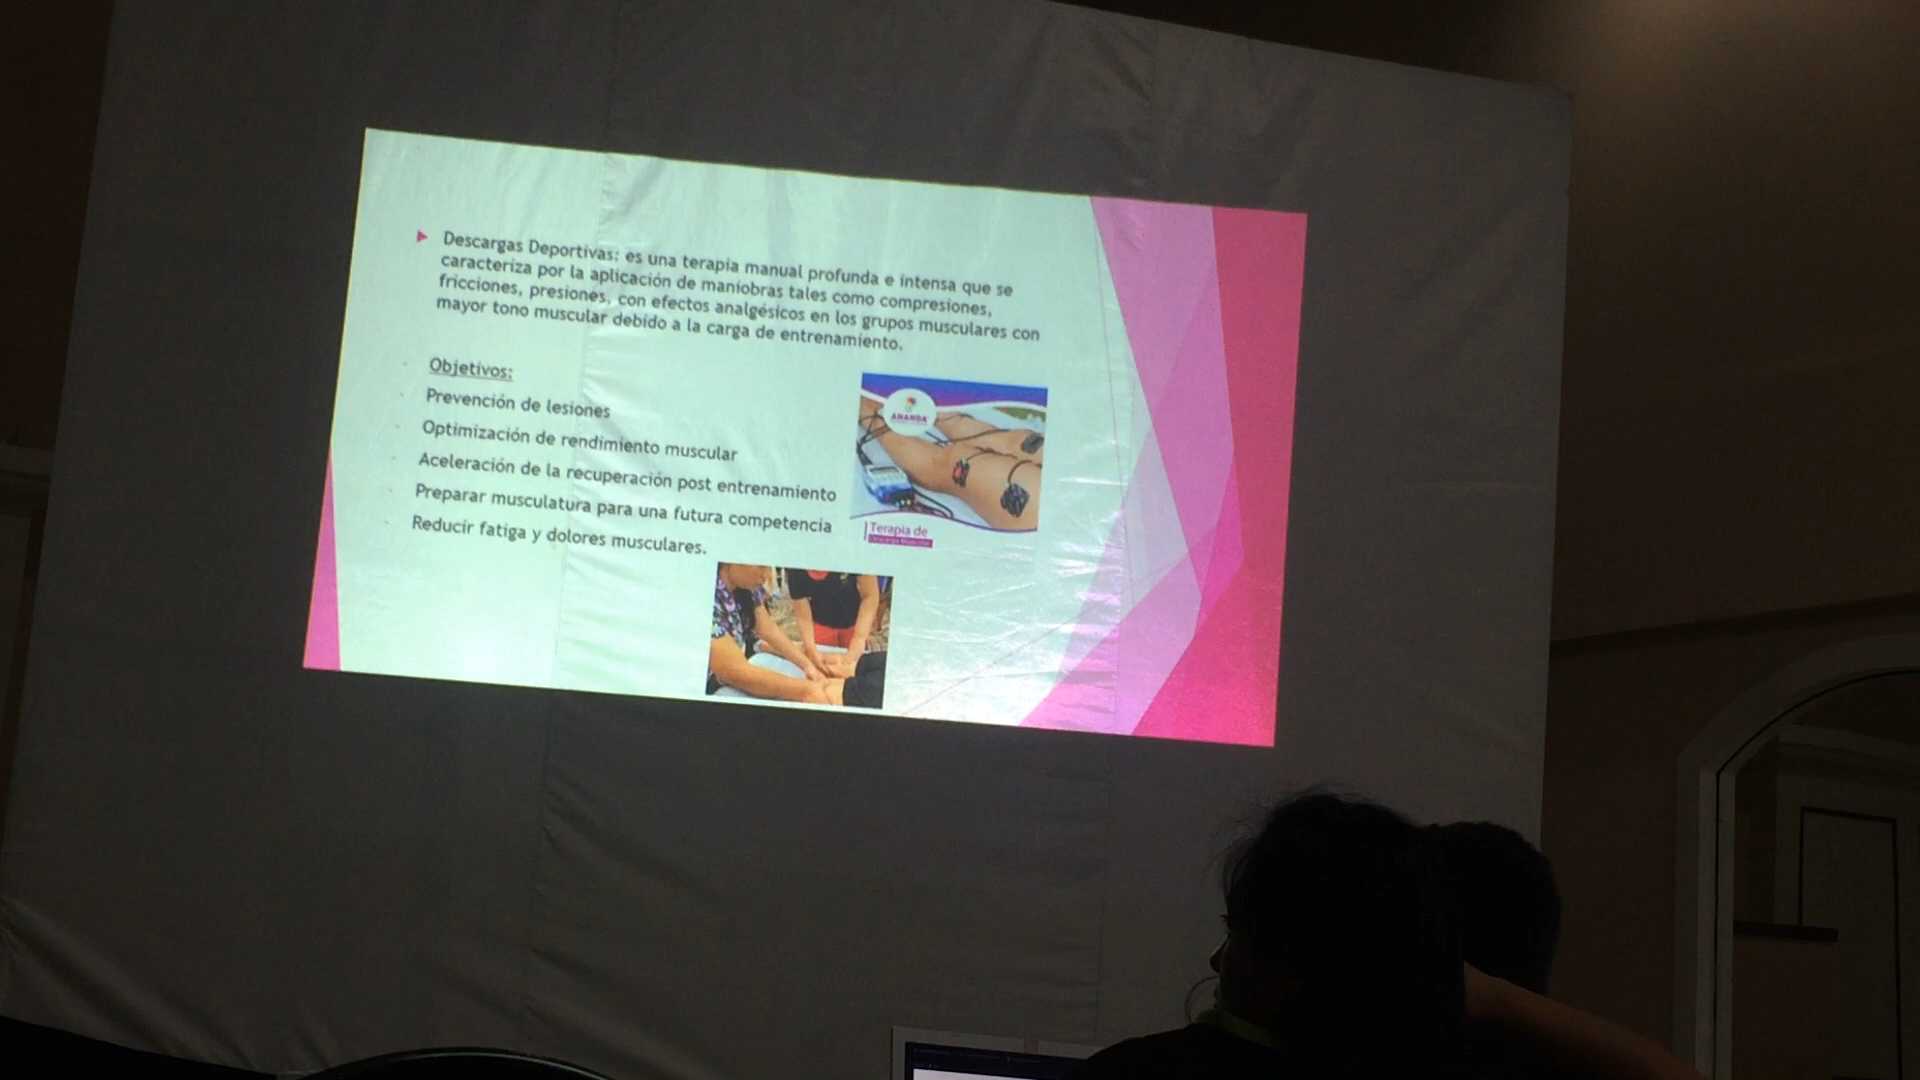 Descargas Deportivas: es una terapia manual profunda e intensa que se
caracteriza por la aplicación de maniobras tales como compresiones,
fricciones, presiones, con efectos analgésicos en los grupos musculares con
mayor tono muscular debido a la carga de entrenamiento.
- Objetivos:
- Prevención de lesiones
- Optimización de rendimiento muscular
- Aceleración de la recuperación post entrenamiento
- Preparar musculatura para una futura competencia
- Reducir fatiga y dolores musculares.
ANANDA
Terapia de